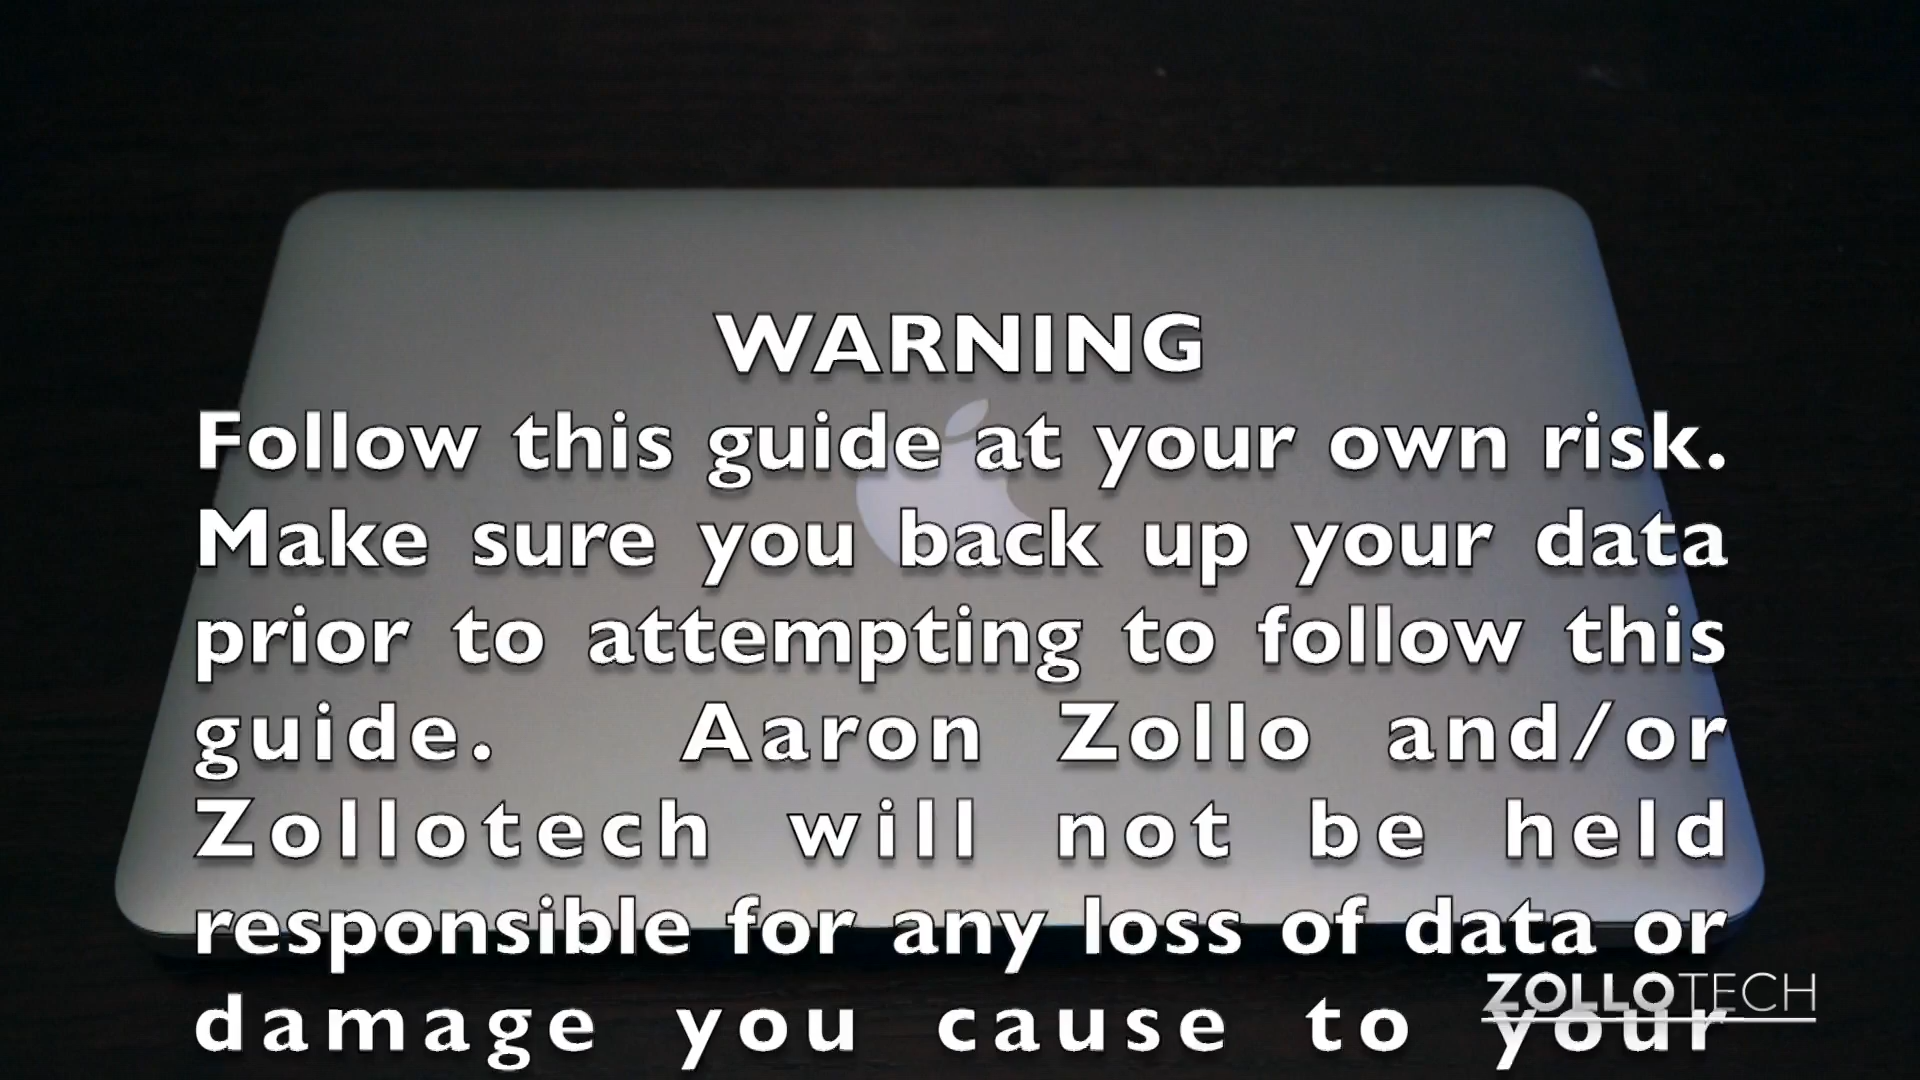 WARNING
Follow this guide at your own risk.
Make sure you back up your data
prior to attempting to follow this
guide. Aaron Zollo and/or
Zollotech will not be held
responsible for any loss of data or
damage you cause to your
ZOLLOTECH